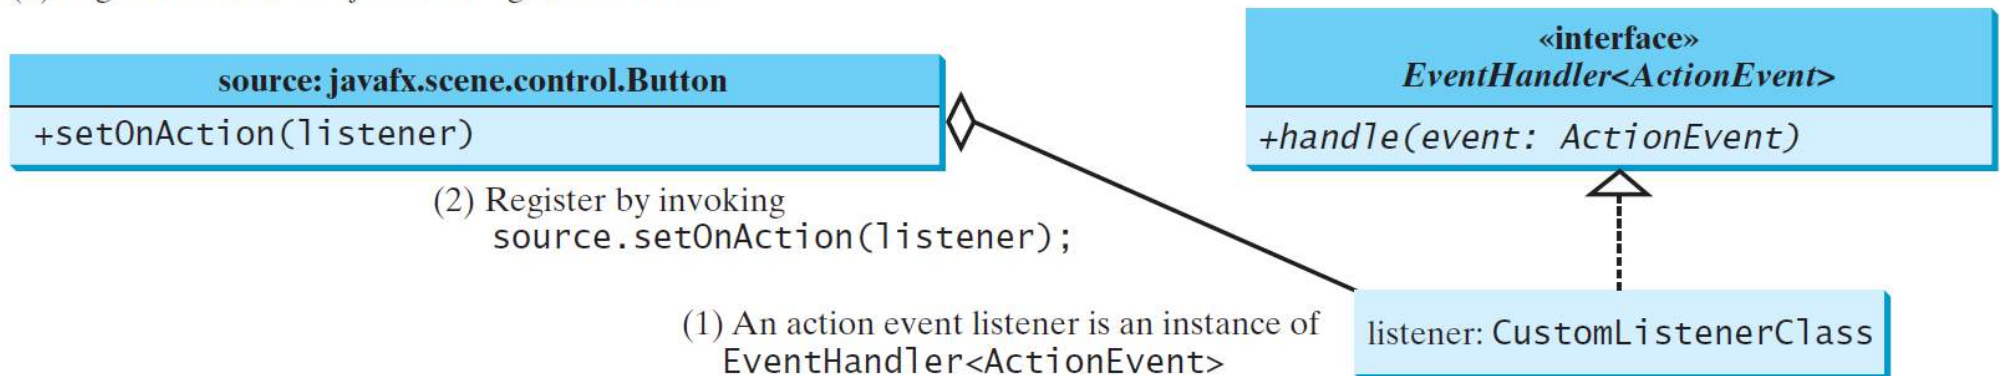 source: javafx.scene.control.Button
+setOnAction(listener)
«interface»
EventHandler<ActionEvent>
+handle(event: ActionEvent)
(2) Register by invoking
source.setOnAction(listener);
(1) An action event listener is an instance of
EventHandler<ActionEvent>
listener: CustomListenerClass